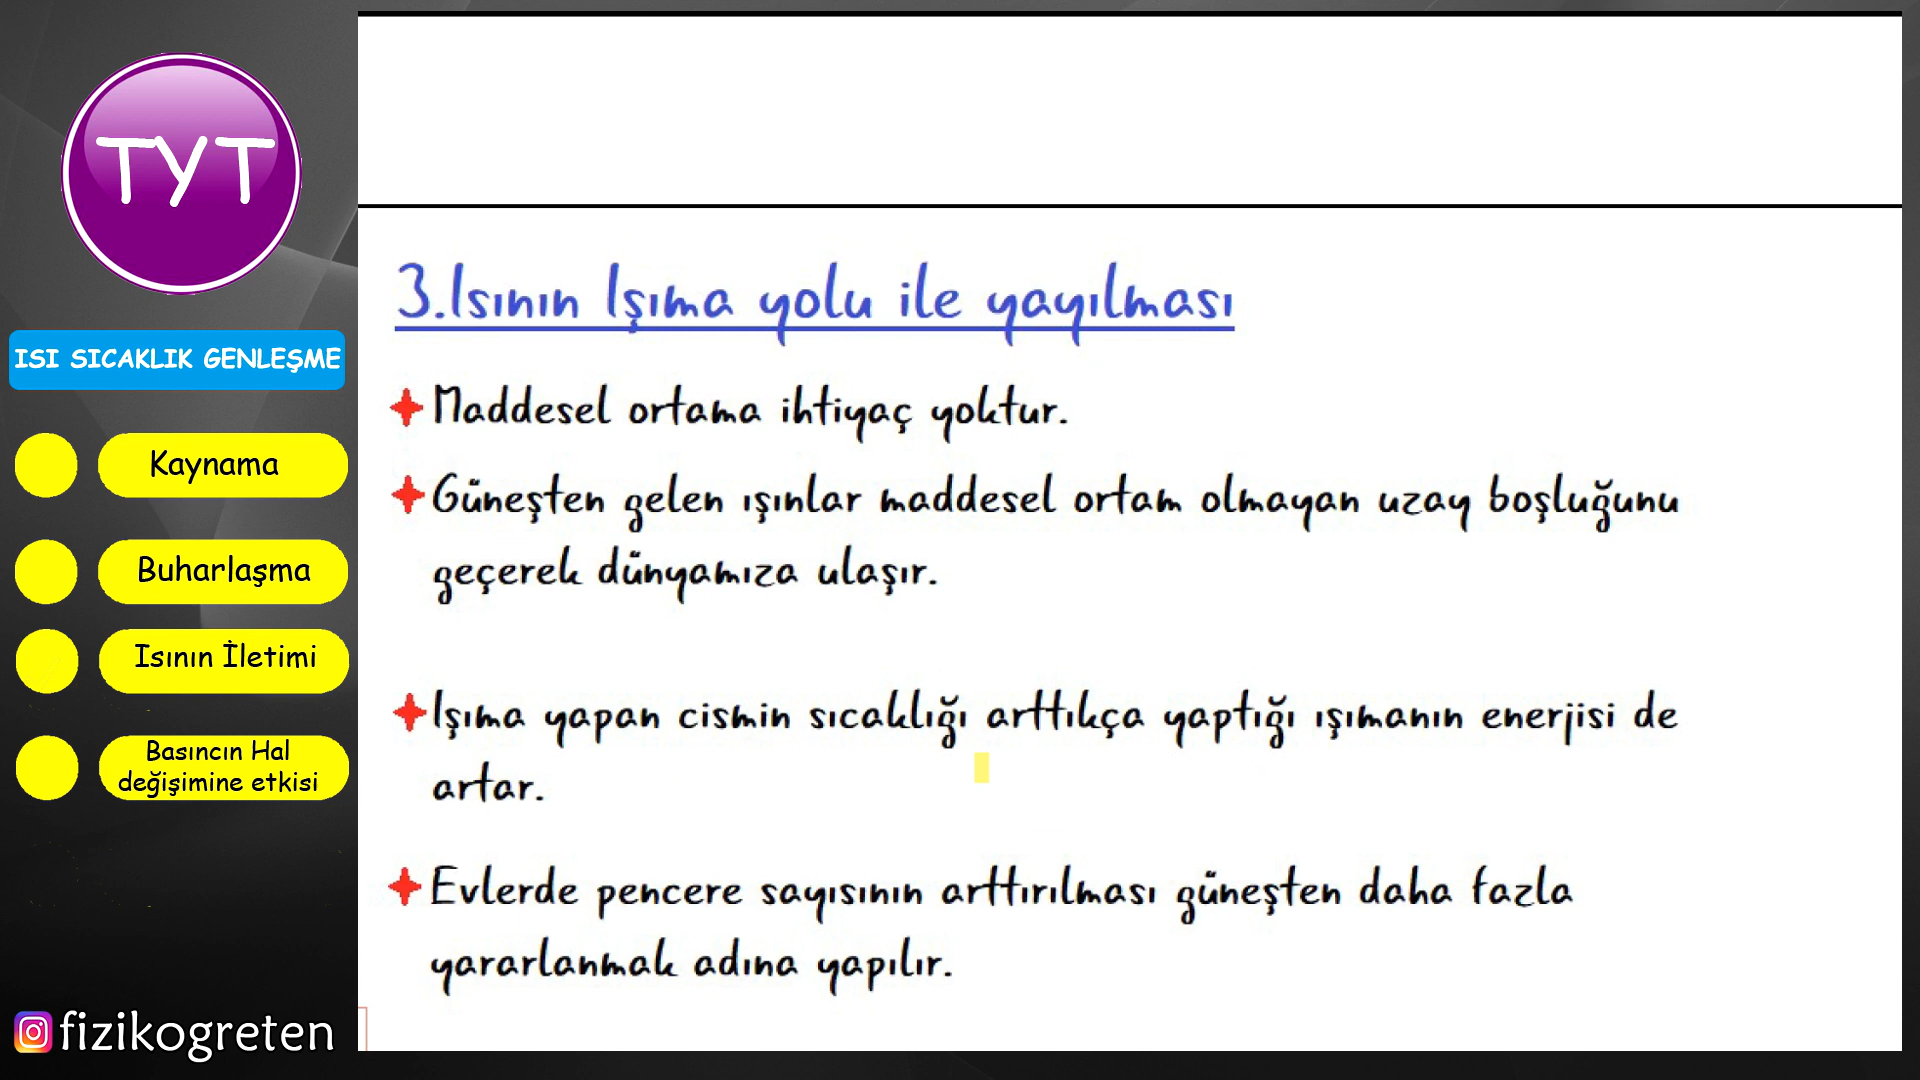 TYT
ISI SICAKLIK GENLEŞME
Kaynama
Buharlaşma
Isının İletimi
Basıncın Hal
değişimine etkisi
fizikogreten
3.Isının Işıma yolu ile yayılması
Maddesel ortama ihtiyaç yoktur.
Güneşten gelen ışınlar maddesel ortam olmayan uzay boşluğunu
geçerek dünyamıza ulaşır.
Işıma yapan cismin sıcaklığı arttıkça yaptığı ışımanın enerjisi de
artar.
Evlerde pencere sayısının arttırılması güneşten daha fazla
yararlanmak adına yapılır.